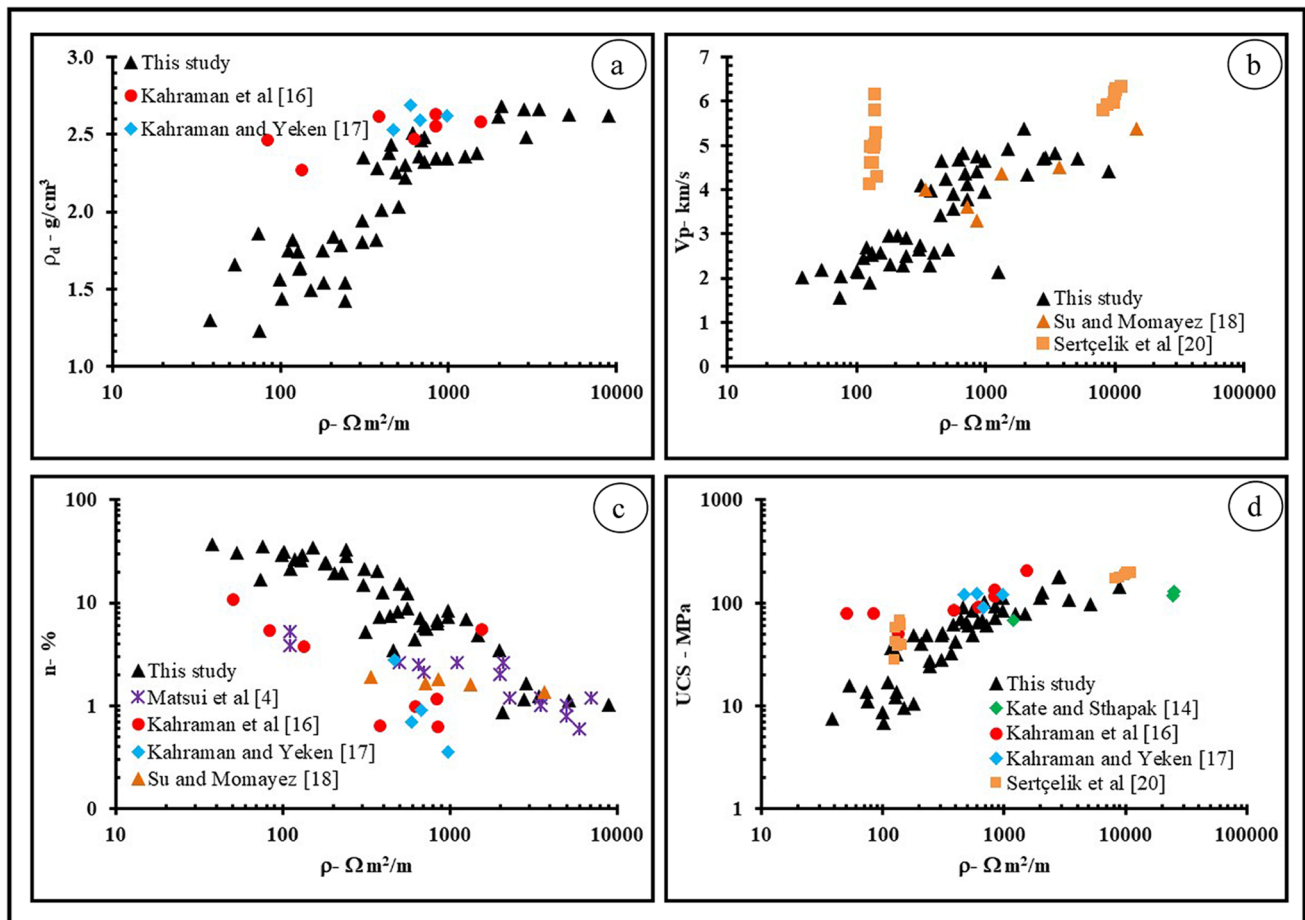 a
3.0
2.5
2.0
1.5
1.0
ρd - g/cm³
This study
Kahraman et al [16]
Kahraman and Yeken [17]
10 100 1000 10000
ρ- Ω m²/m
b
7
6
5
4
3
2
1
0
Vp- km/s
This study
Su and Momayez [18]
Sertçelik et al [20]
10 100 1000 10000 100000
ρ- Ω m²/m
c
100
10
1
0
n- %
This study
Matsui et al [4]
Kahraman et al [16]
Kahraman and Yeken [17]
Su and Momayez [18]
10 100 1000 10000
ρ- Ω m²/m
d
1000
100
10
1
UCS - MPa
This study
Kate and Sthapak [14]
Kahraman et al [16]
Kahraman and Yeken [17]
Sertçelik et al [20]
10 100 1000 10000 100000
ρ- Ω m²/m